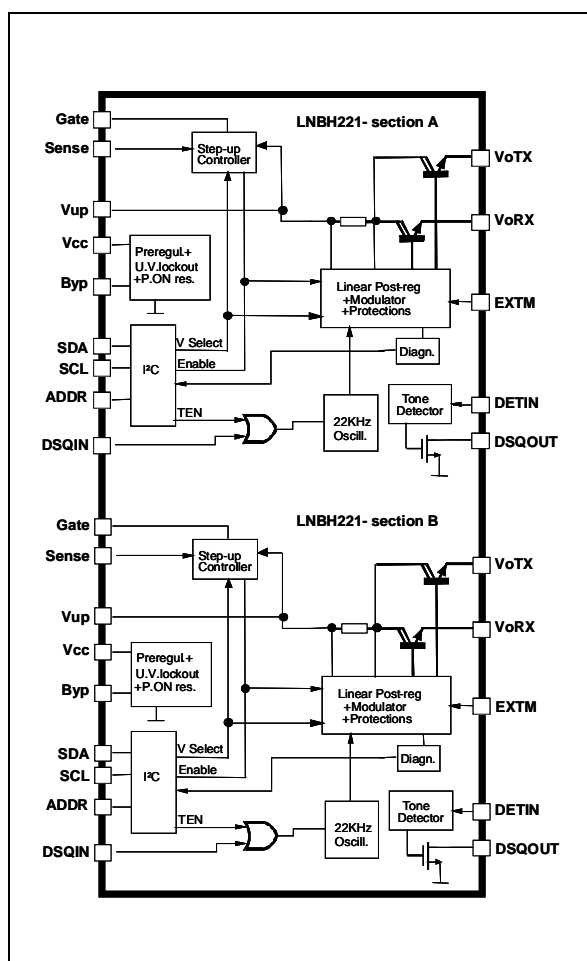 LNBH221- section A
Gate
Sense
Step-up
Controller
VoTX
Vup
VoRX
Vcc
Byp
Preregul.+
U.V.lockout
+P.ON res.
Linear Post-reg
+Modulator
+Protections
EXTM
SDA
SCL
ADDR
I²C
V Select
Enable
Diagn.
TEN
DSQIN
22KHz
Oscill.
Tone
Detector
DETIN
DSQOUT
LNBH221- section B
Gate
Sense
Step-up
Controller
VoTX
Vup
VoRX
Vcc
Byp
Preregul.+
U.V.lockout
+P.ON res.
Linear Post-reg
+Modulator
+Protections
EXTM
SDA
SCL
ADDR
I²C
V Select
Enable
Diagn.
TEN
DSQIN
22KHz
Oscill.
Tone
Detector
DETIN
DSQOUT